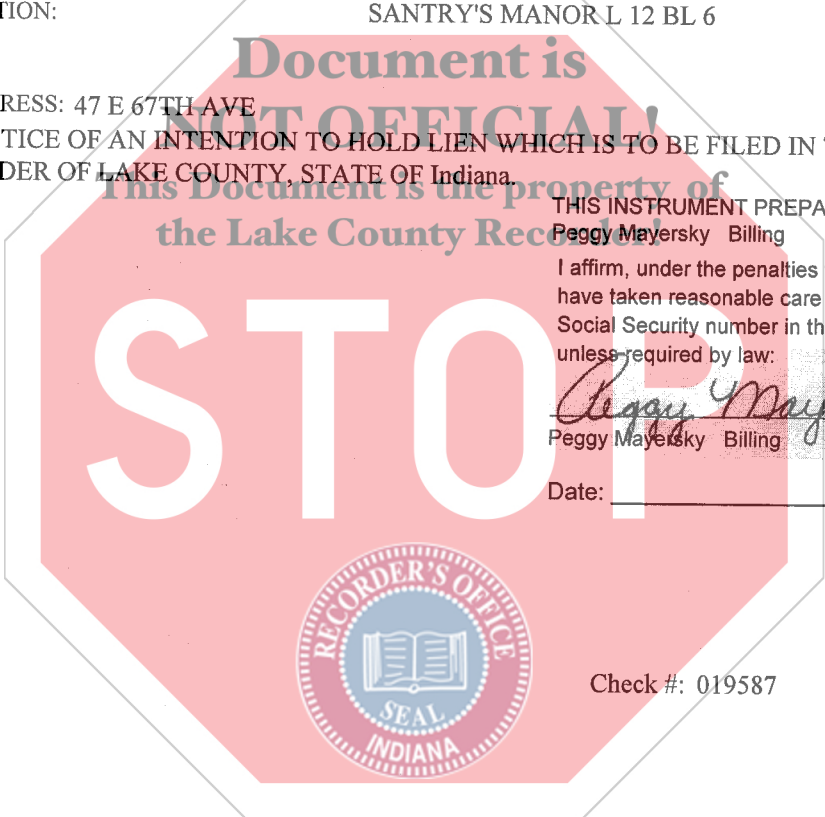 TION:
SANTRY'S MANOR L 12 BL 6
Document is
RESS: 47 E 67TH AVE
NOT OFFICIAL!
TICE OF AN INTENTION TO HOLD LIEN WHICH IS TO BE FILED IN
DER OF LAKE COUNTY, STATE OF Indiana.
This Document is the property of
THIS INSTRUMENT PREPA
the Lake County Recorder!
Peggy Mayersky Billing
I affirm, under the penalties
have taken reasonable care
Social Security number in th
unless required by law:
STOP
Peggy May
Peggy Mayersky Billing
Date:
RECORDER'S OFFICE
SEAL
INDIANA
Check #: 019587